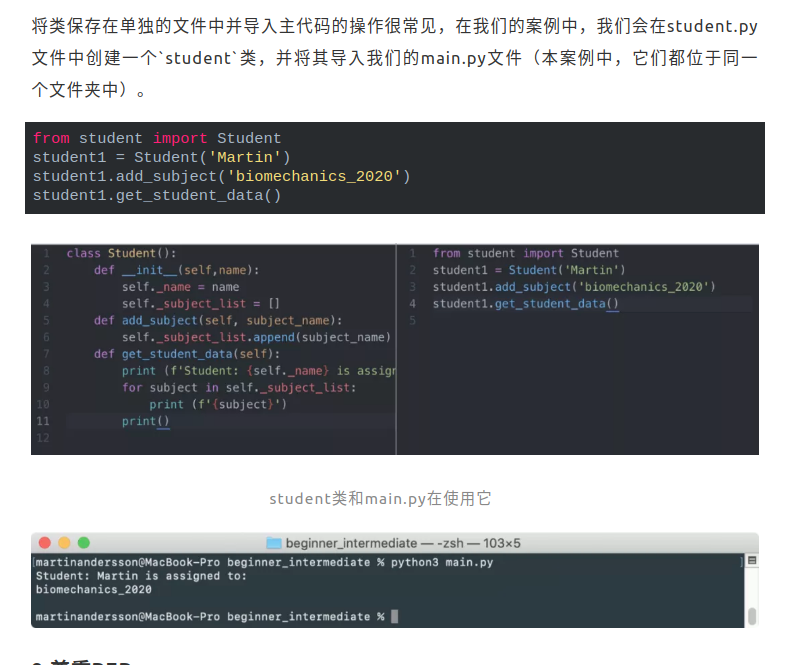 将类保存在单独的文件中并导入主代码的操作很常见，在我们的案例中，我们会在student.py
文件中创建一个`student`类，并将其导入我们的main.py文件（本案例中，它们都位于同一
个文件夹中）。
from student import Student
student1 = Student('Martin')
student1.add_subject('biomechanics_2020')
student1.get_student_data()
1 class Student():
2 def __init__(self,name):
3 self._name = name
4 self._subject_list = []
5 def add_subject(self, subject_name):
6 self._subject_list.append(subject_name)
7 def get_student_data(self):
8 print (f'Student: {self._name} is assign
9 for subject in self._subject_list:
10 print (f'{subject}')
11 print()
12
1 from student import Student
2 student1 = Student('Martin')
3 student1.add_subject('biomechanics_2020')
4 student1.get_student_data()
5
student类和main.py在使用它
beginner_intermediate — -zsh — 103×5
[martinandersson@MacBook-Pro beginner_intermediate % python3 main.py ]
Student: Martin is assigned to:
biomechanics_2020
martinandersson@MacBook-Pro beginner_intermediate %